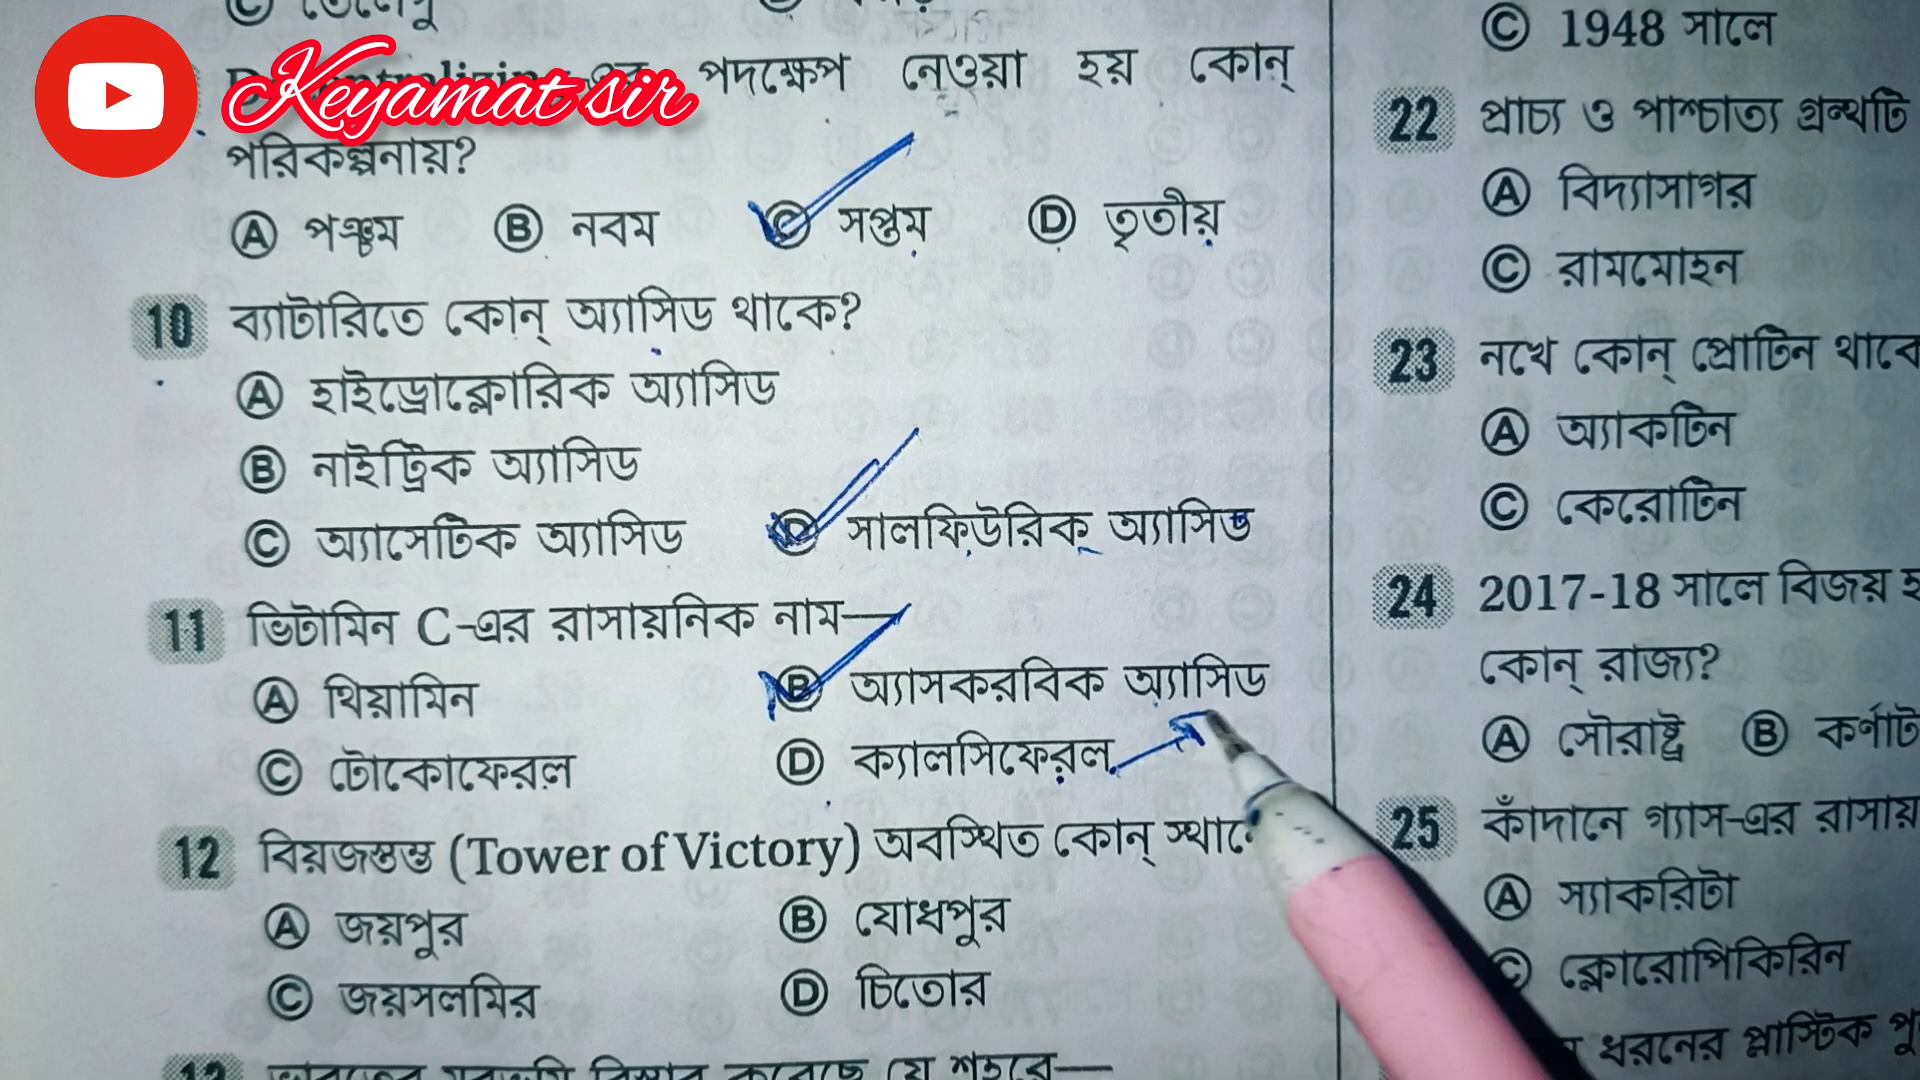 Keyamat sir
পদক্ষেপ নেওয়া হয় কোন্
পরিকল্পনায়?
A পঞ্চম B নবম C সপ্তম D তৃতীয়
10 ব্যাটারিতে কোন্ অ্যাসিড থাকে?
A হাইড্রোক্লোরিক অ্যাসিড
B নাইট্রিক অ্যাসিড
C অ্যাসেটিক অ্যাসিড D সালফিউরিক্ অ্যাসিড
11 ভিটামিন C-এর রাসায়নিক নাম—
A থিয়ামিন B অ্যাসকরবিক অ্যাসিড
C টোকোফেরল D ক্যালসিফেরল
12 বিয়জস্তম্ভ (Tower of Victory) অবস্থিত কোন্
A জয়পুর B যোধপুর
C জয়সলমির D চিতোর
C 1948 সালে
22 প্রাচ্য ও পাশ্চাত্য গ্রন্থটি
A বিদ্যাসাগর
C রামমোহন
23 নখে কোন্ প্রোটিন
A অ্যাকটিন
C কেরোটিন
24 2017-18 সালে বিজয়
কোন্ রাজ্য?
A সৌরাষ্ট্র B
25 কাঁদানে গ্যাস-এর
A স্যাকরিটা
C ক্লোরোপিকিরিন
ধরনের প্লাস্টিক